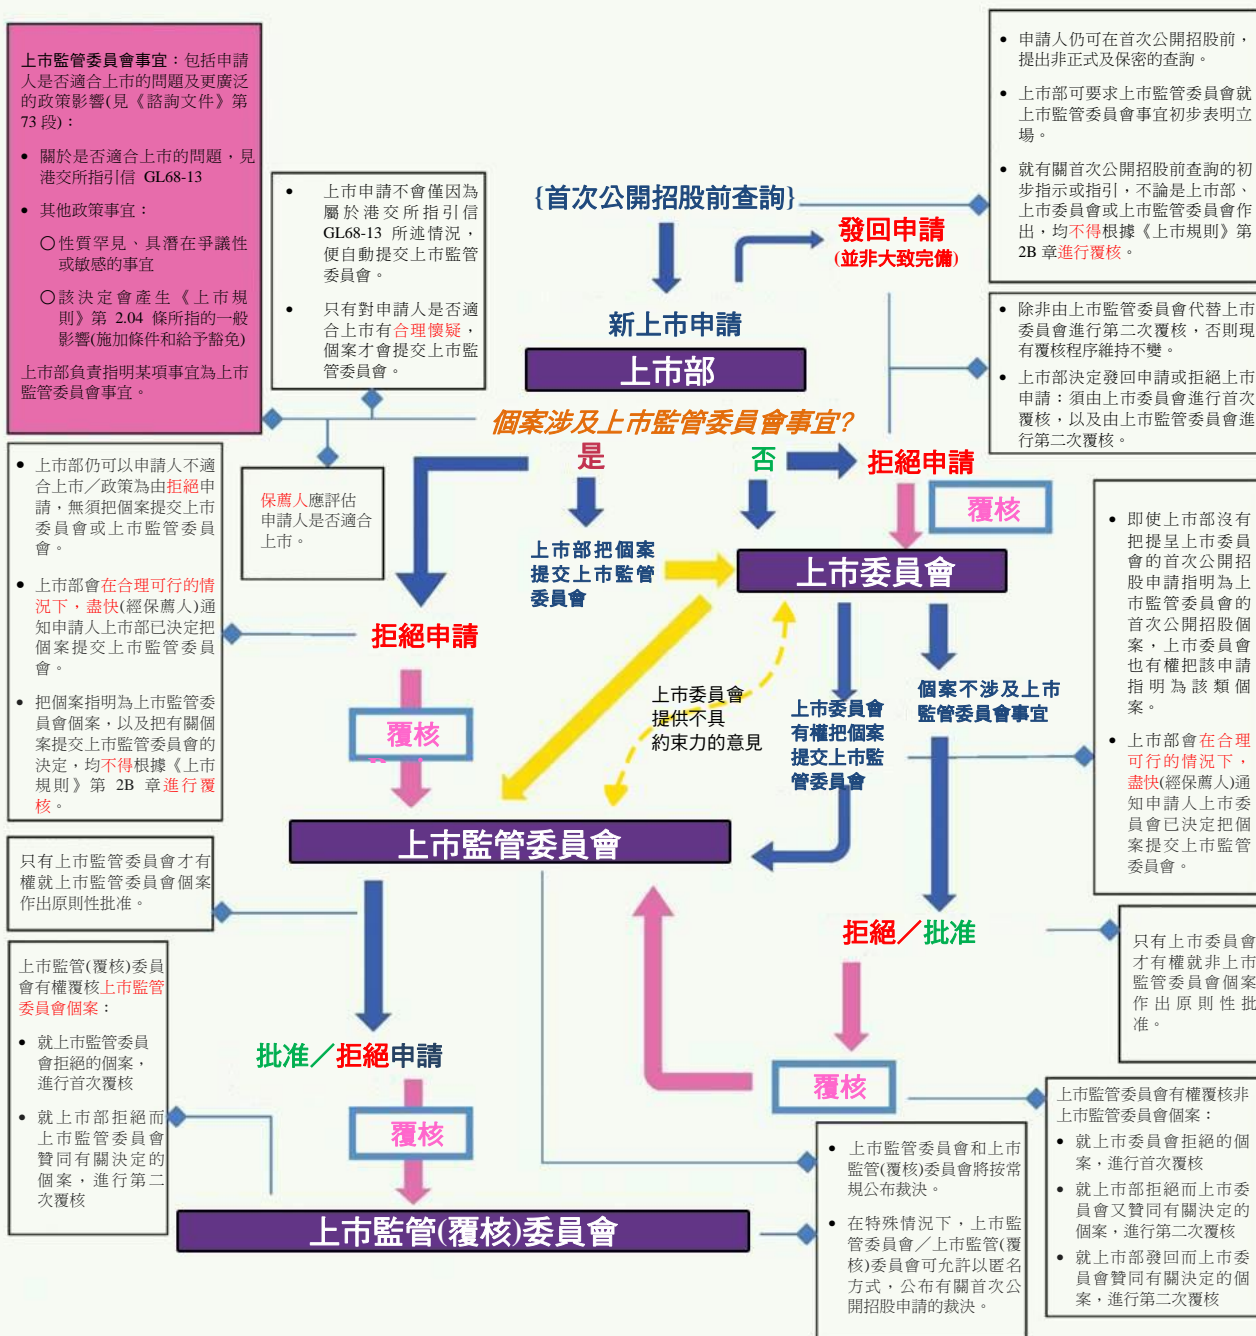 上市監管委員會事宜：包括申請
人是否適合上市的問題及更廣泛
的政策影響(見《諮詢文件》第
73 段)：
• 關於是否適合上市的問題，見
港交所指引信 GL68-13
• 其他政策事宜：
○性質罕見、具潛在爭議性
或敏感的事宜
○該決定會產生《上市規
則》第 2.04 條所指的一般
影響(施加條件和給予豁免)
上市部負責指明某項事宜為上市
監管委員會事宜。
• 上市申請不會僅因為
屬於港交所指引信
GL68-13 所述情況，
便自動提交上市監管
委員會。
• 只有對申請人是否適
合上市有合理懷疑，
個案才會提交上市監
管委員會。
{首次公開招股前查詢}
發回申請
(並非大致完備)
• 申請人仍可在首次公開招股前，
提出非正式及保密的查詢。
• 上市部可要求上市監管委員會就
上市監管委員會事宜初步表明立
場。
• 就有關首次公開招股前查詢的初
步指示或指引，不論是上市部、
上市委員會或上市監管委員會作
出，均不得根據《上市規則》第
2B 章進行覆核。
新上市申請
上市部
• 除非由上市監管委員會代替上市
委員會進行第二次覆核，否則現
有覆核程序維持不變。
• 上市部決定發回申請或拒絕上市
申請：須由上市委員會進行首次
覆核，以及由上市監管委員會進
行第二次覆核。
個案涉及上市監管委員會事宜?
是
否
拒絕申請
覆核
• 上市部仍可以申請人不適
合上市／政策為由拒絕申
請，無須把個案提交上市
委員會或上市監管委員
會。
• 上市部會在合理可行的情
況下，盡快(經保薦人)通
知申請人上市部已決定把
個案提交上市監管委員
會。
• 把個案指明為上市監管委
員會個案，以及把有關個
案提交上市監管委員會的
決定，均不得根據《上市
規則》第 2B 章進行覆
核。
保薦人應評估
申請人是否適合
上市。
上市部把個案
提交上市監管
委員會
上市委員會
• 即使上市部沒有
把提呈上市委員
會的首次公開招
股申請指明為上
市監管委員會的
首次公開招股個
案，上市委員會
也有權把該申請
指明為該類個
案。
• 上市部會在合理
可行的情況下，
盡快(經保薦人)通
知申請人上市委
員會已決定把個
案提交上市監管
委員會。
拒絕申請
覆核
上市委員會
提供不具
約束力的意見
上市委員會
有權把個案
提交上市監
管委員會
個案不涉及上市
監管委員會事宜
上市監管委員會
只有上市監管委員會才有
權就上市監管委員會個案
作出原則性批准。
拒絕／批准
只有上市委員會
才有權就非上市
監管委員會個案
作出原則性批
准。
上市監管(覆核)委員
會有權覆核上市監管
委員會個案：
• 就上市監管委員
會拒絕的個案，
進行首次覆核
• 就上市部拒絕而
上市監管委員會
贊同有關決定的
個案，進行第二
次覆核
批准／拒絕申請
覆核
覆核
上市監管委員會有權覆核非
上市監管委員會個案：
• 就上市委員會拒絕的個
案，進行首次覆核
• 就上市部拒絕而上市委
員會又贊同有關決定的
個案，進行第二次覆核
• 就上市部發回而上市委
員會贊同有關決定的個
案，進行第二次覆核
• 上市監管委員會和上市
監管(覆核)委員會將按常
規公布裁決。
• 在特殊情況下，上市監
管委員會／上市監管(覆
核)委員會可允許以匿名
方式，公布有關首次公
開招股申請的裁決。
上市監管(覆核)委員會